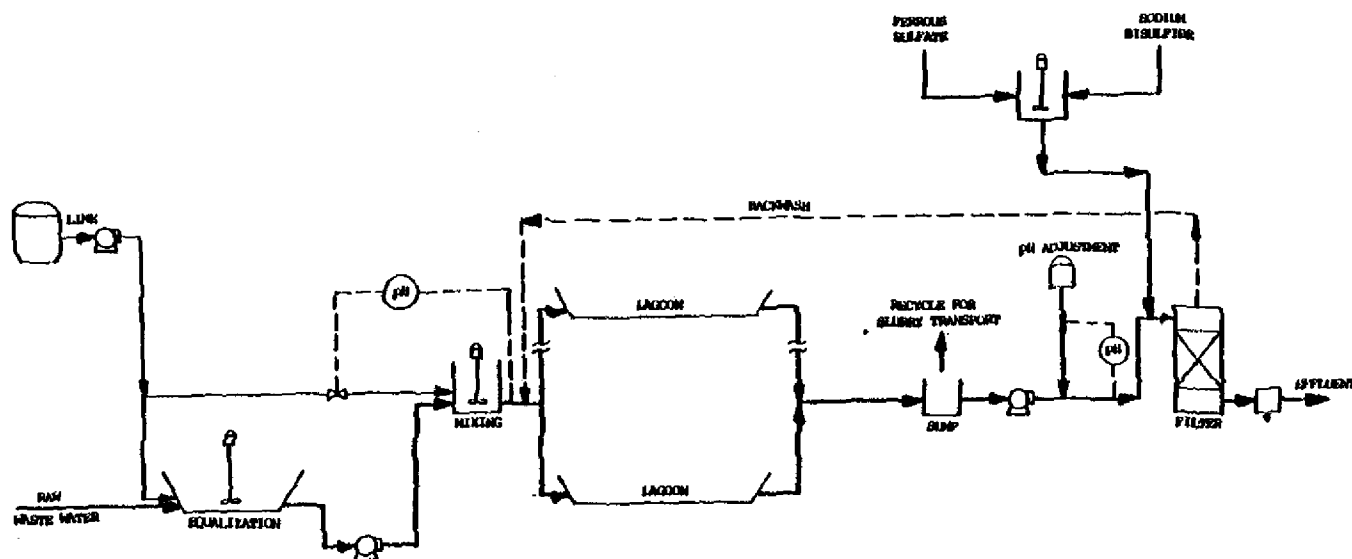 FERROUS
SULFATE
SODIUM
BISULFIDE
LIME
BACKWASH
pH ADJUSTMENT
pH
LAGOON
RECYCLE FOR
SLURRY TRANSPORT
pH
EFFLUENT
MIXING
SUMP
FILTER
RAW
WASTE WATER
EQUALIZATION
LAGOON